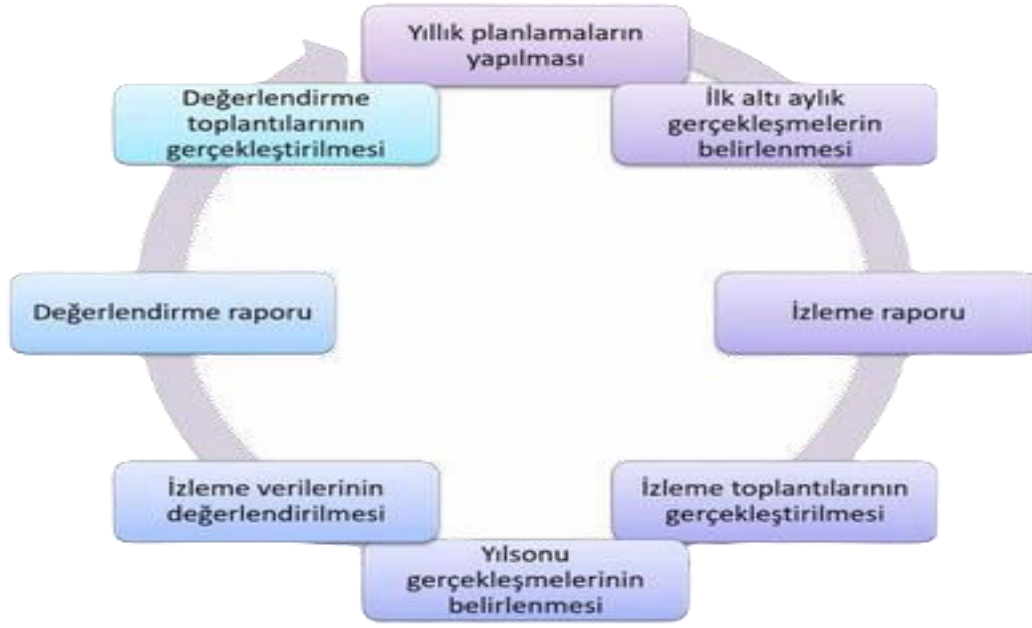 Yıllık planlamaların
yapılması
İlk altı aylık
gerçekleşmelerin
belirlenmesi
İzleme raporu
İzleme toplantılarının
gerçekleştirilmesi
Yılsonu
gerçekleşmelerinin
belirlenmesi
İzleme verilerinin
değerlendirilmesi
Değerlendirme raporu
Değerlendirme
toplantılarının
gerçekleştirilmesi